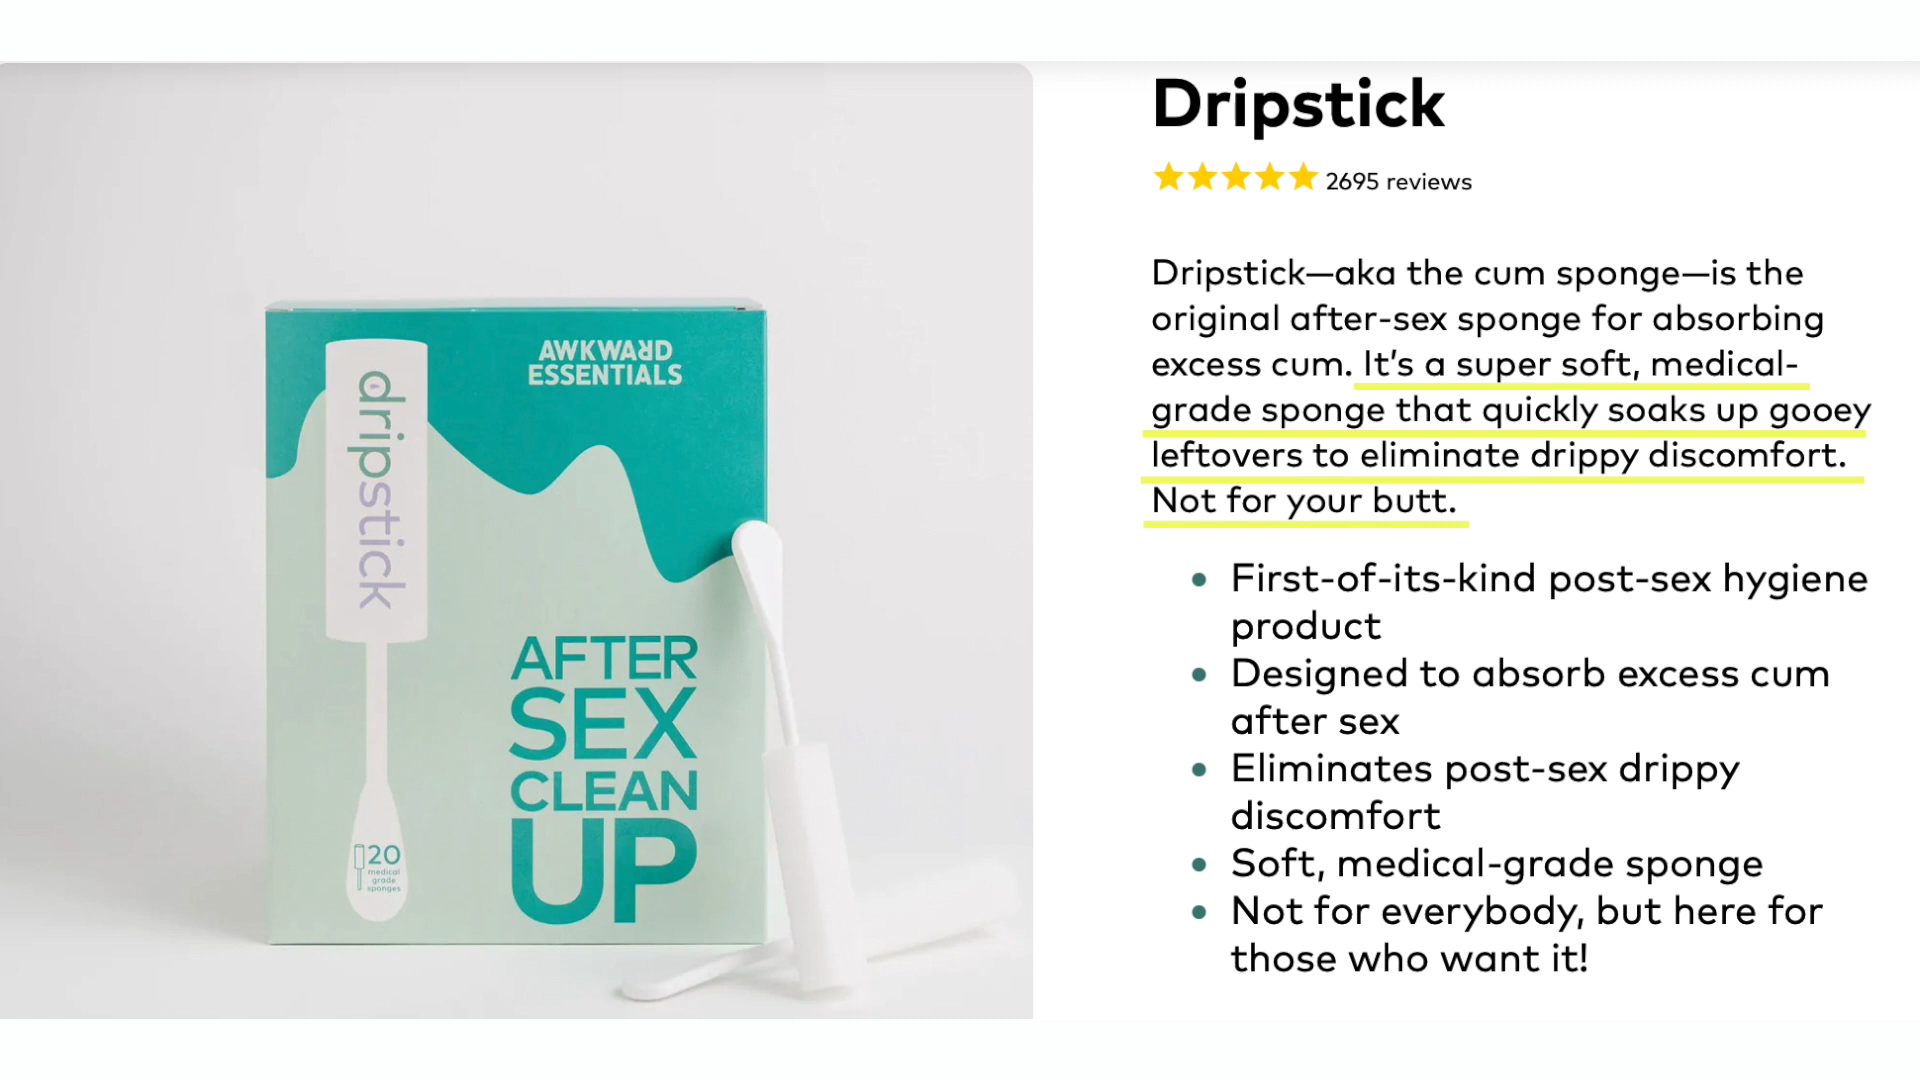 Dripstick
2695 reviews
Dripstick—aka the cum sponge—is the
original after-sex sponge for absorbing
excess cum. It's a super soft, medical-
grade sponge that quickly soaks up gooey
leftovers to eliminate drippy discomfort.
Not for your butt.
First-of-its-kind post-sex hygiene
product
Designed to absorb excess cum
after sex
Eliminates post-sex drippy
discomfort
Soft, medical-grade sponge
Not for everybody, but here for
those who want it!
AWKWARD
ESSENTIALS
dripstick
AFTER
SEX
CLEAN
UP
20
medical
grade
sponges